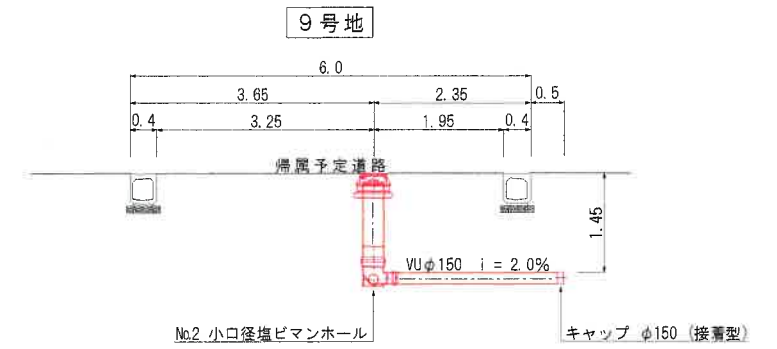 9号地
6.0
3.65 2.35 0.5
0.4 3.25 1.95 0.4
帰属予定道路
1.45
VUφ150 i = 2.0%
No.2 小口径塩ビマンホール
キャップ φ150 (接着型)